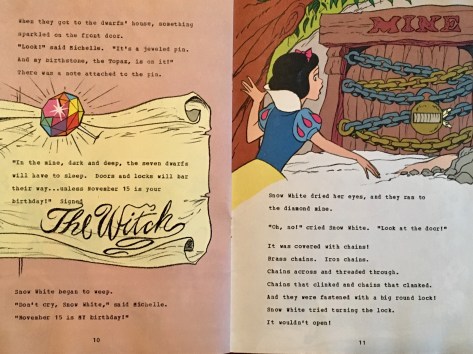 When they got to the dwarfs' house, something
sparkled on the front door.
"Look!" said Michelle. "It's a jeweled pin.
And my birthstone, the Topaz, is on it!"
There was a note attached to the pin.
"In the mine, dark and deep, the seven dwarfs
will have to sleep. Doors and locks will bar
their way...unless November 15 is your
birthday!" Signed
The Witch
Snow White began to weep.
"Don't cry, Snow White," said Michelle.
"November 15 is MY birthday!"
10
MINE
Snow White dried her eyes, and they ran to
the diamond mine.
"Oh, no!" cried Snow White. "Look at the door!"
It was covered with chains!
Brass chains. Iron chains.
Chains across and threaded through.
Chains that clinked and chains that clanked.
And they were fastened with a big round lock!
Snow White tried turning the lock.
It wouldn't open!
11